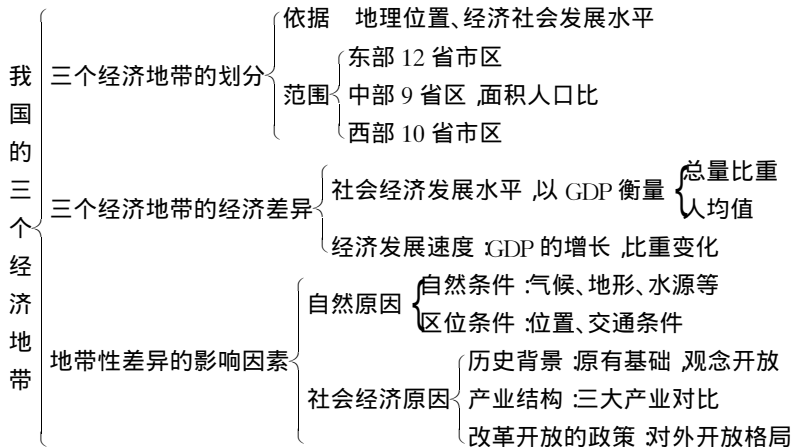 我国的三个经济地带
三个经济地带的划分
依据 地理位置、经济社会发展水平
范围
东部 12 省市区
中部 9 省区,面积人口比
西部 10 省市区
三个经济地带的经济差异
社会经济发展水平,以 GDP 衡量
总量比重
人均值
经济发展速度:GDP 的增长,比重变化
地带性差异的影响因素
自然原因
自然条件:气候、地形、水源等
区位条件:位置、交通条件
社会经济原因
历史背景:原有基础,观念开放
产业结构:三大产业对比
改革开放的政策:对外开放格局